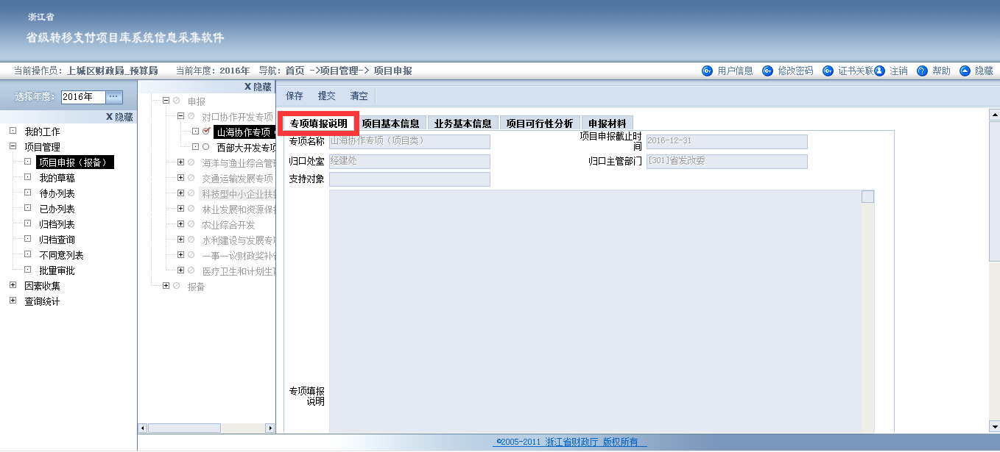 浙江省
省级转移支付项目库系统信息采集软件
当前操作员：上城区财政局_预算局 当前年度：2016年 导航：首页 ->项目管理-> 项目申报 用户信息 修改密码 证书关联 注销 帮助 隐藏
选择年度： 2016年 ...
X 隐藏
我的工作
项目管理
项目申报（报备）
我的草稿
待办列表
已办列表
归档列表
归档查询
不同意列表
批量审批
因素收集
查询统计
X 隐藏
申报
对口协作开发专项
山海协作专项（
西部大开发专项
海洋与渔业综合管
交通运输发展专项
科技型中小企业扶
林业发展和资源保
农业综合开发
水利建设与发展专项
一事一议财政奖补
医疗卫生和计划生
报备
保存 提交 清空
专项填报说明 项目基本信息 业务基本信息 项目可行性分析 申报材料
专项名称 山海协作专项（项目类） 项目申报截止时间 2016-12-31
归口处室 经建处 归口主管部门 [301]省发改委
支持对象
专项填报
说明
©2005-2011 浙江省财政厅 版权所有